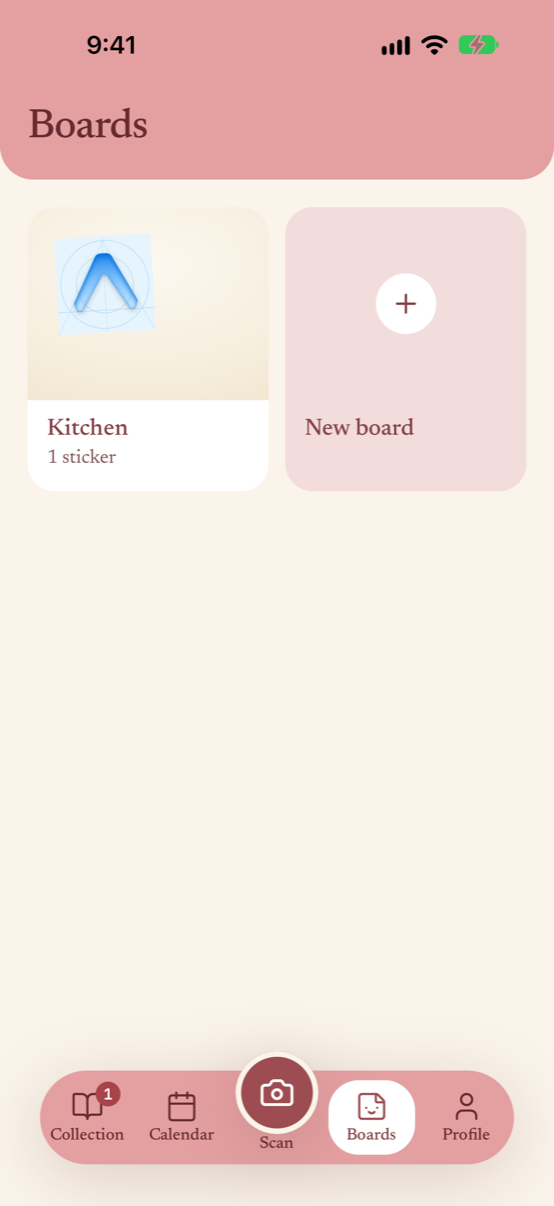 9:41
Boards
Kitchen
1 sticker
New board
1
Collection
Calendar
Scan
Boards
Profile